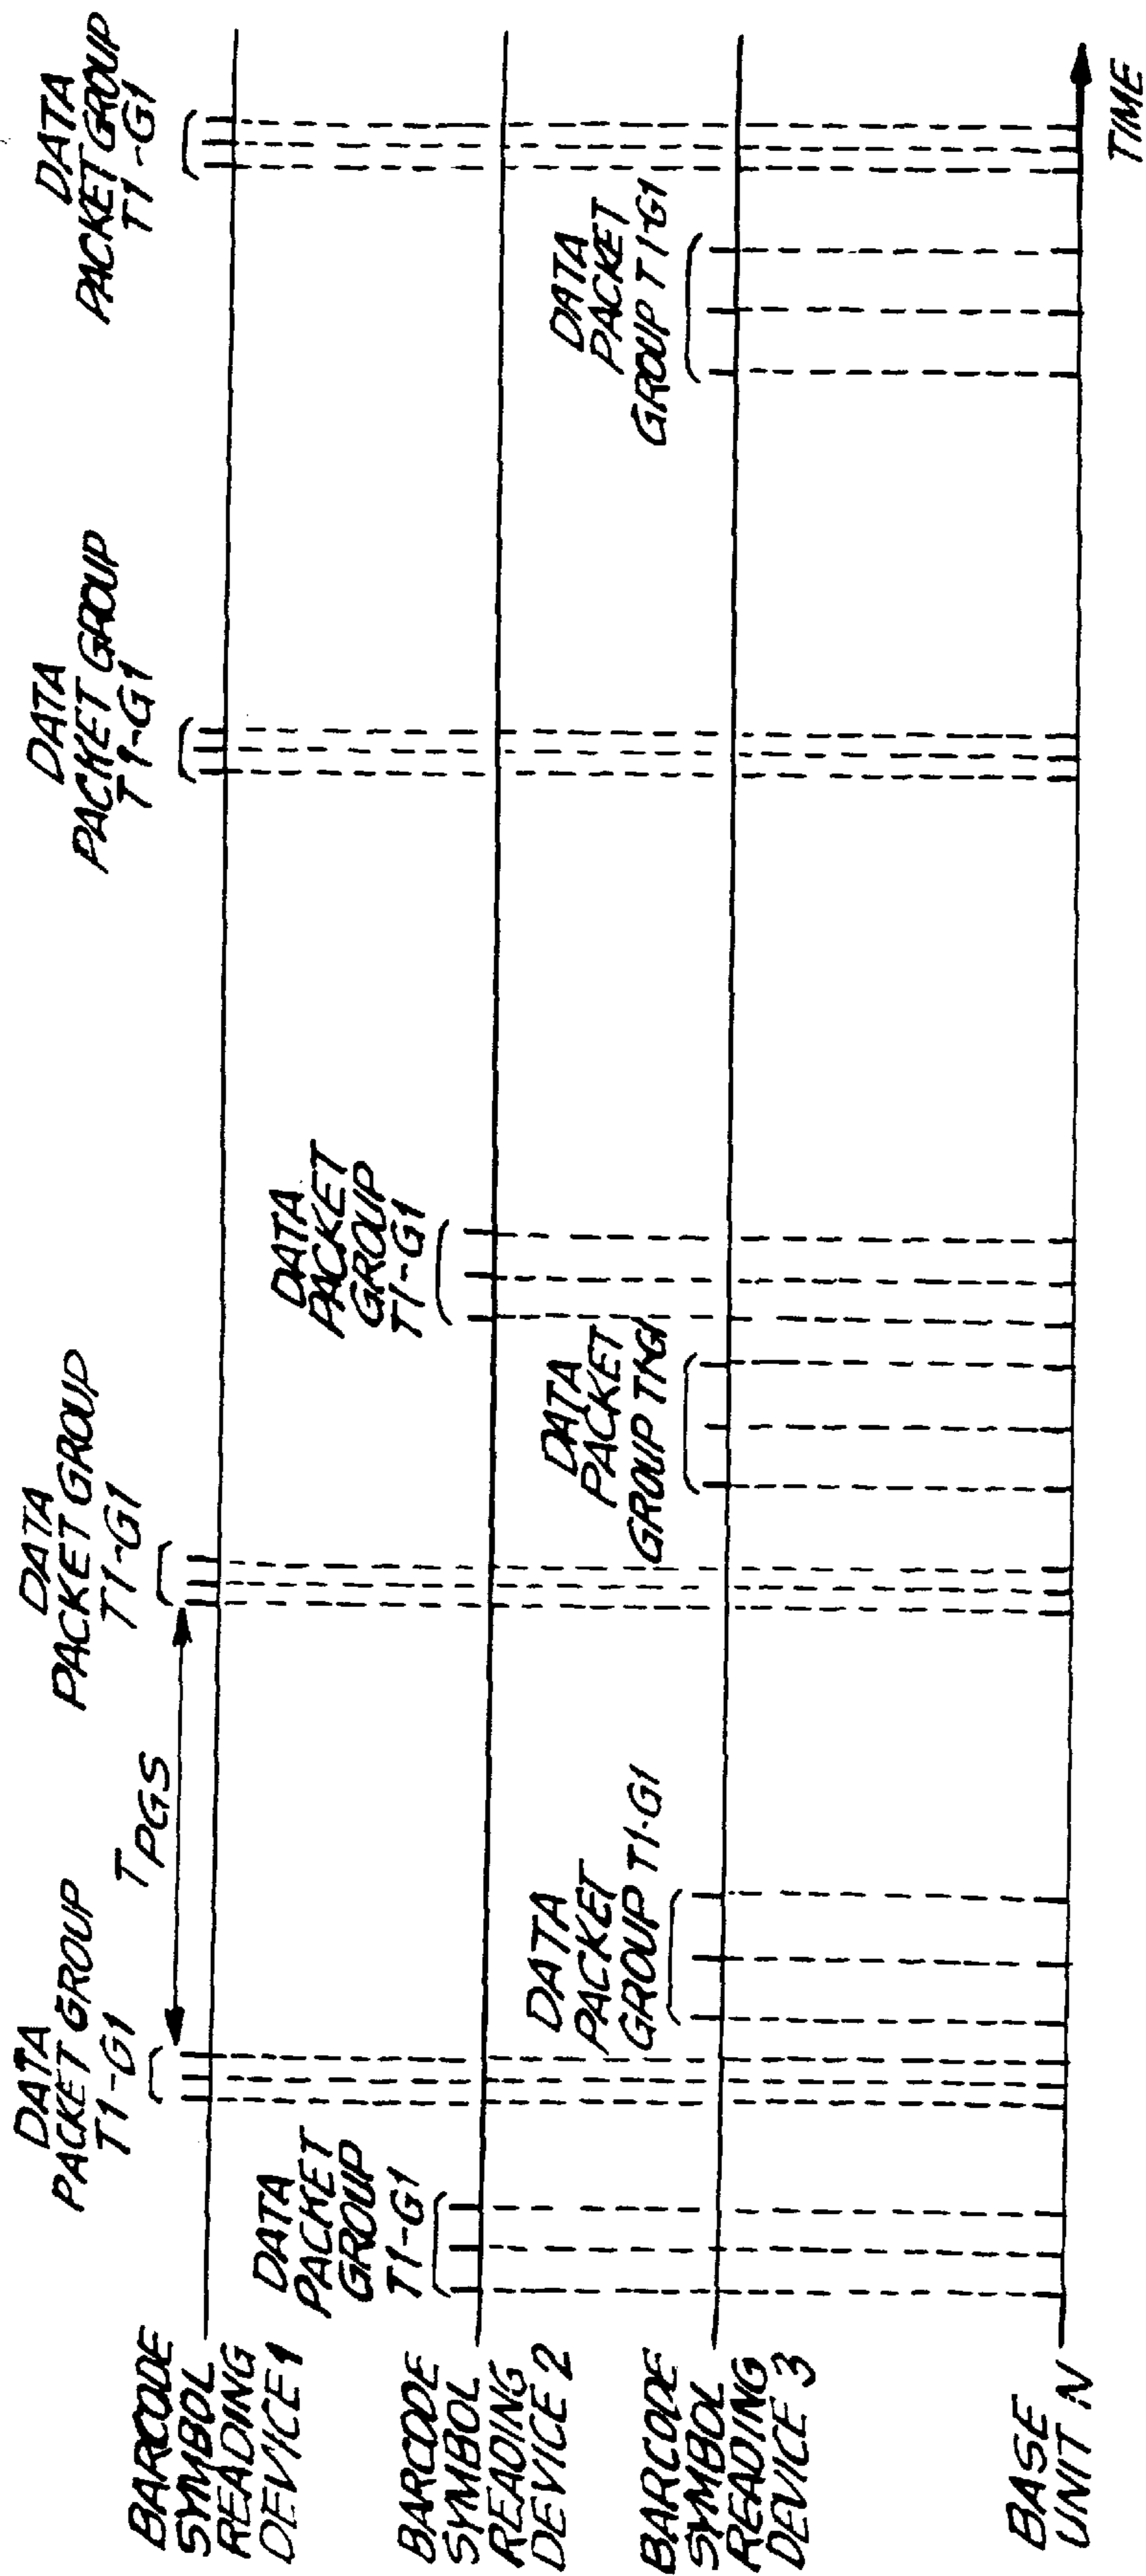 DATA
PACKET GROUP
T1-G1
TPGS
DATA
PACKET GROUP
T1-G1
DATA
PACKET GROUP
T1-G1
DATA
PACKET GROUP
T1-G1
BARCODE
SYMBOL
READING
DEVICE 1
DATA
PACKET
GROUP
T1-G1
DATA
PACKET
GROUP
T1-G1
BARCODE
SYMBOL
READING
DEVICE 2
DATA
PACKET
GROUP T1-G1
DATA
PACKET
GROUP T1-G1
DATA
PACKET
GROUP T1-G1
BARCODE
SYMBOL
READING
DEVICE 3
BASE
UNIT N
TIME